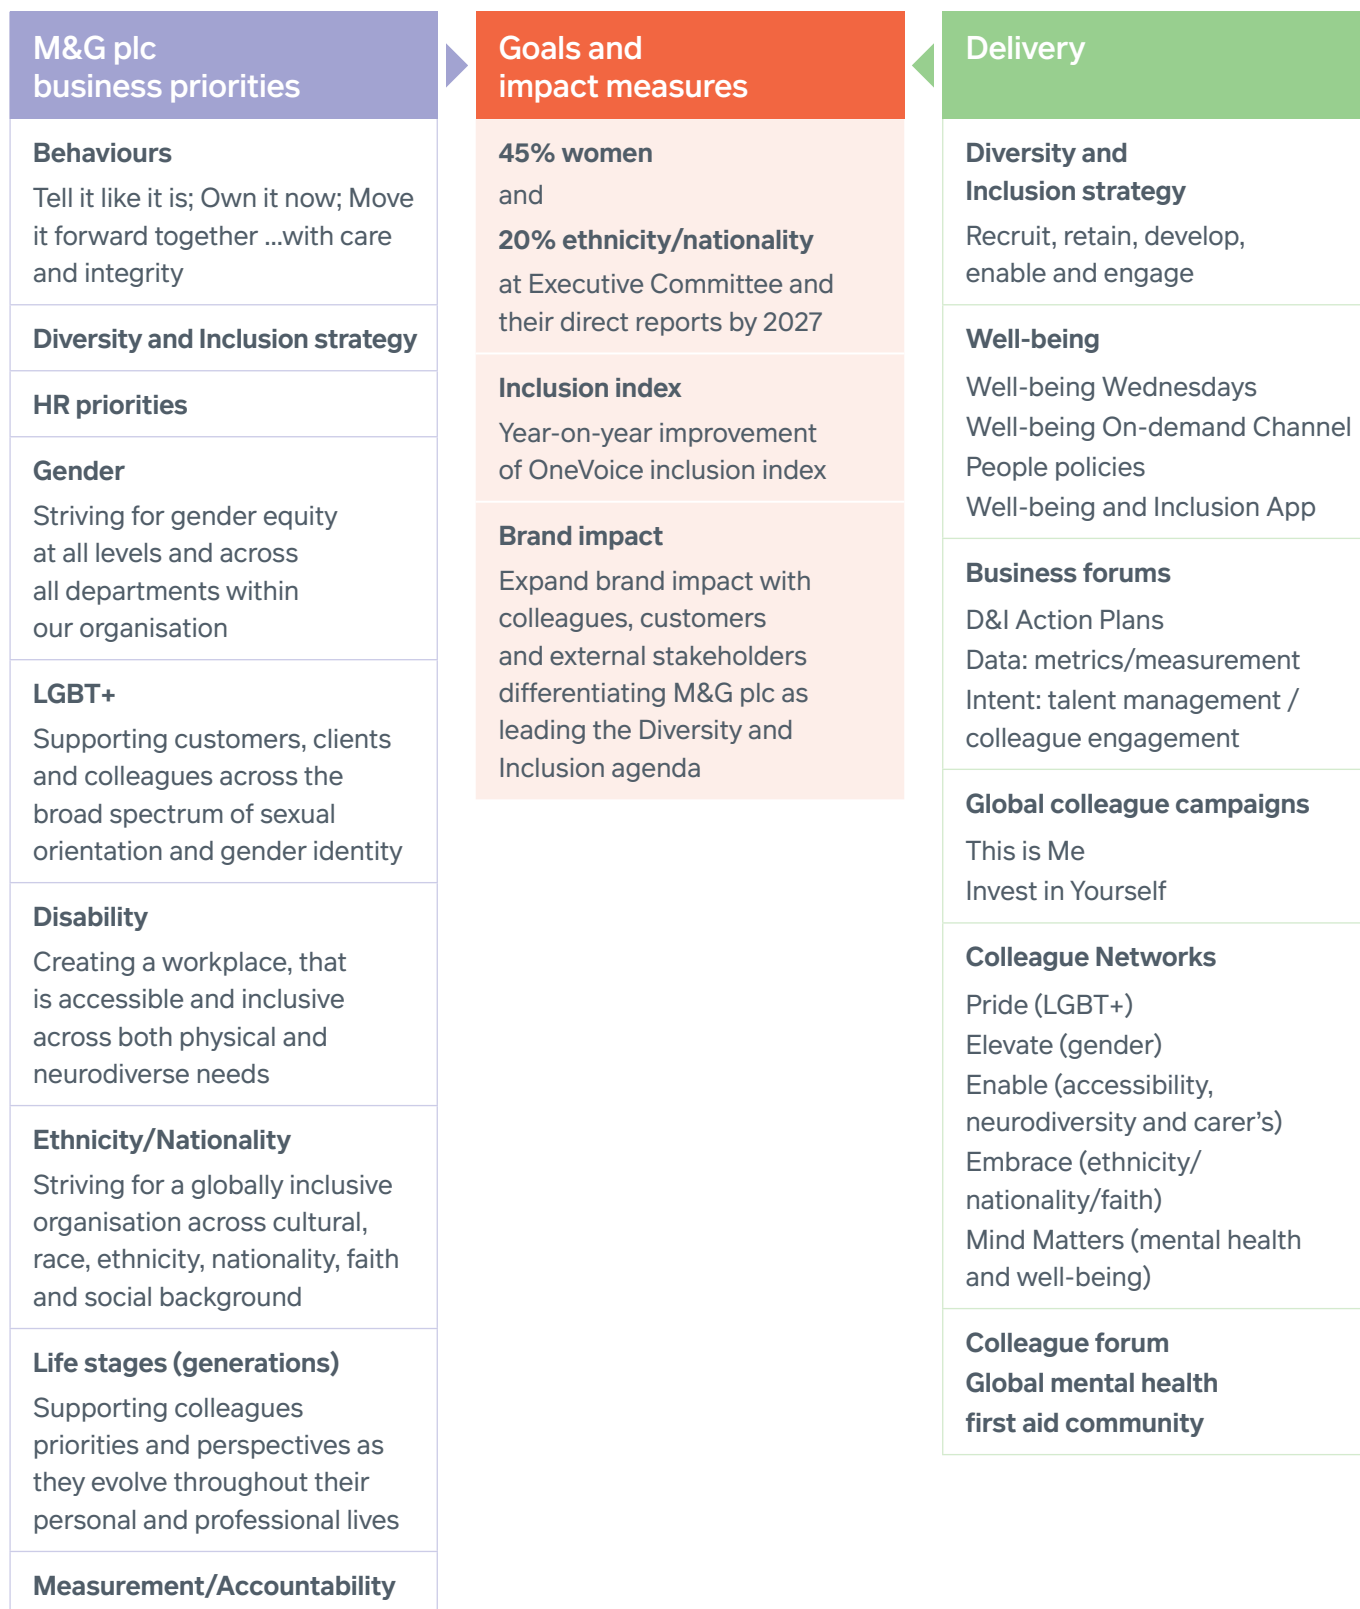 M&G plc
business priorities
Behaviours
Tell it like it is; Own it now; Move
it forward together ...with care
and integrity
Diversity and Inclusion strategy
HR priorities
Gender
Striving for gender equity
at all levels and across
all departments within
our organisation
LGBT+
Supporting customers, clients
and colleagues across the
broad spectrum of sexual
orientation and gender identity
Disability
Creating a workplace, that
is accessible and inclusive
across both physical and
neurodiverse needs
Ethnicity/Nationality
Striving for a globally inclusive
organisation across cultural,
race, ethnicity, nationality, faith
and social background
Life stages (generations)
Supporting colleagues
priorities and perspectives as
they evolve throughout their
personal and professional lives
Measurement/Accountability
Goals and
impact measures
45% women
and
20% ethnicity/nationality
at Executive Committee and
their direct reports by 2027
Inclusion index
Year-on-year improvement
of OneVoice inclusion index
Brand impact
Expand brand impact with
colleagues, customers
and external stakeholders
differentiating M&G plc as
leading the Diversity and
Inclusion agenda
Delivery
Diversity and
Inclusion strategy
Recruit, retain, develop,
enable and engage
Well-being
Well-being Wednesdays
Well-being On-demand Channel
People policies
Well-being and Inclusion App
Business forums
D&I Action Plans
Data: metrics/measurement
Intent: talent management /
colleague engagement
Global colleague campaigns
This is Me
Invest in Yourself
Colleague Networks
Pride (LGBT+)
Elevate (gender)
Enable (accessibility,
neurodiversity and carer's)
Embrace (ethnicity/
nationality/faith)
Mind Matters (mental health
and well-being)
Colleague forum
Global mental health
first aid community